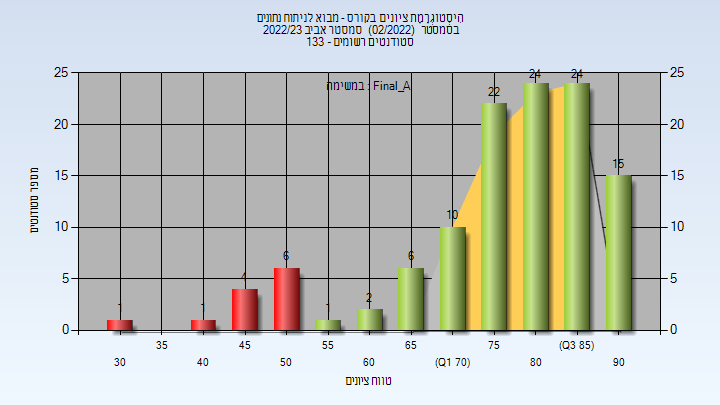 היסטוגרמת ציונים בקורס - מבוא לניתוח נתונים
בסמסטר (02/2022) סמסטר אביב 2022/23
סטודנטים רשומים - 133
במשימה : Final_A
מספר סטודנטים
25 25
20 20
15 15
10 10
5 5
0 0
1 1 4 6 1 2 6 10 22 24 24 15
35 45 55 65 75 (Q3 85)
30 40 50 60 (Q1 70) 80 90
טווח ציונים